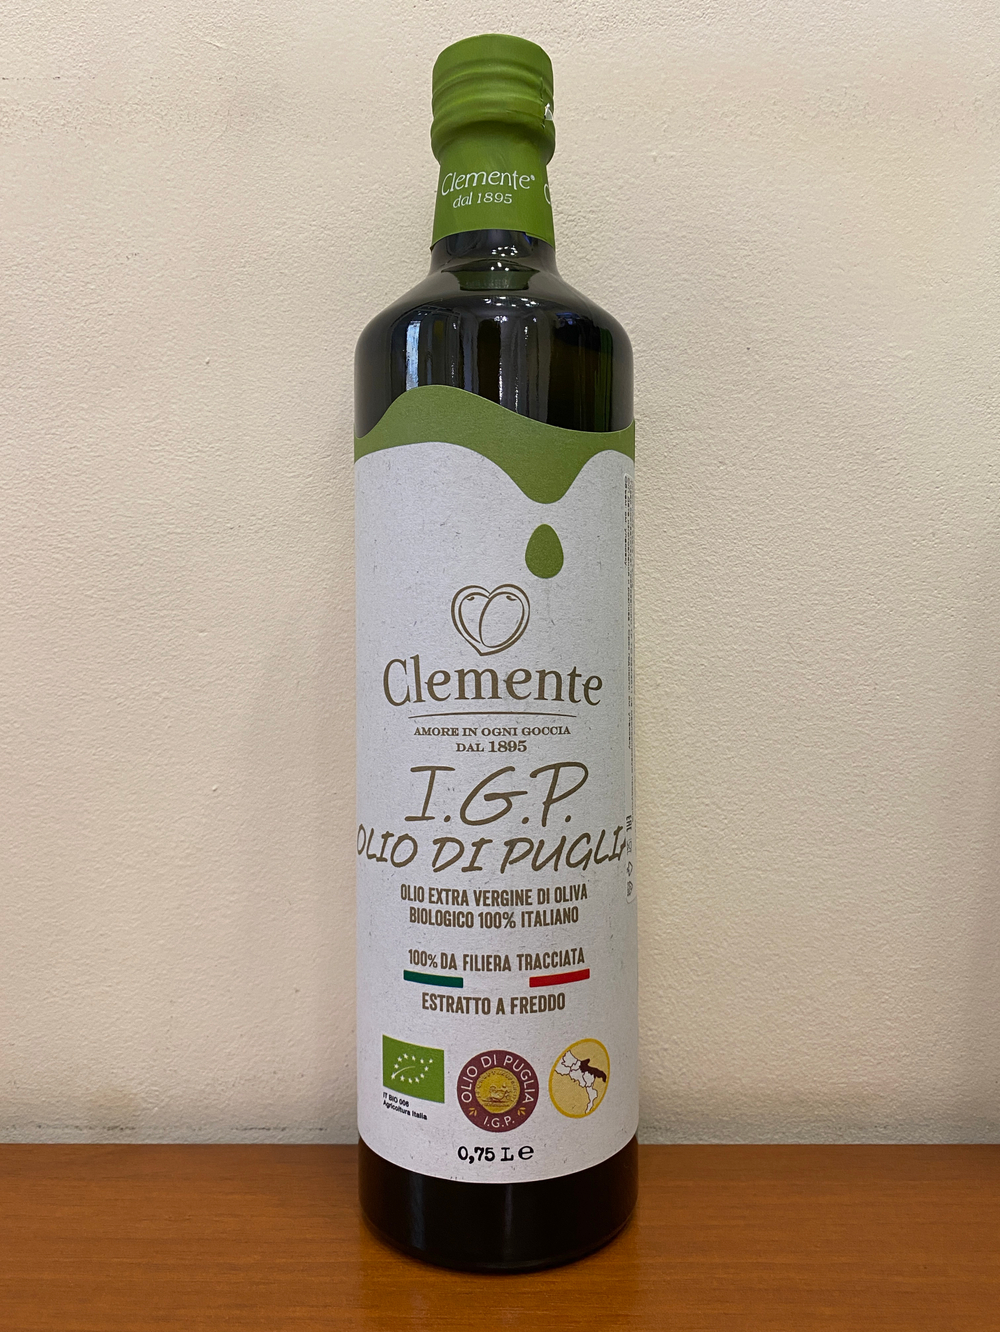 Clemente®
dal 1895
Clemente
AMORE IN OGNI GOCCIA
DAL 1895
I.G.P.
OLIO DI PUGLIA
OLIO EXTRA VERGINE DI OLIVA
BIOLOGICO 100% ITALIANO
100% DA FILIERA TRACCIATA
ESTRATTO A FREDDO
IT BIO 006
Agricoltura Italia
OLIO DI PUGLIA
I.G.P.
0,75 L e